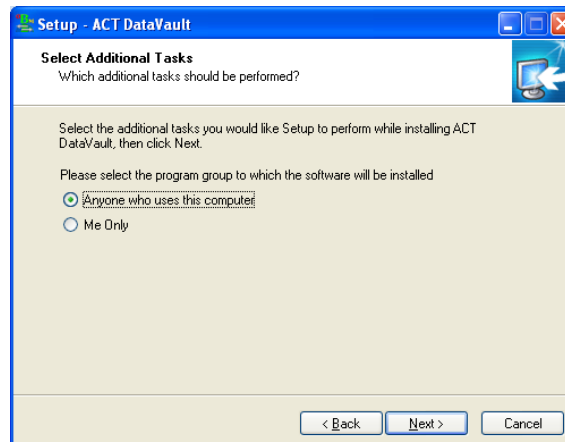 Setup - ACT DataVault
Select Additional Tasks
Which additional tasks should be performed?
Select the additional tasks you would like Setup to perform while installing ACT
DataVault, then click Next.
Please select the program group to which the software will be installed
Anyone who uses this computer
Me Only
< Back Next > Cancel